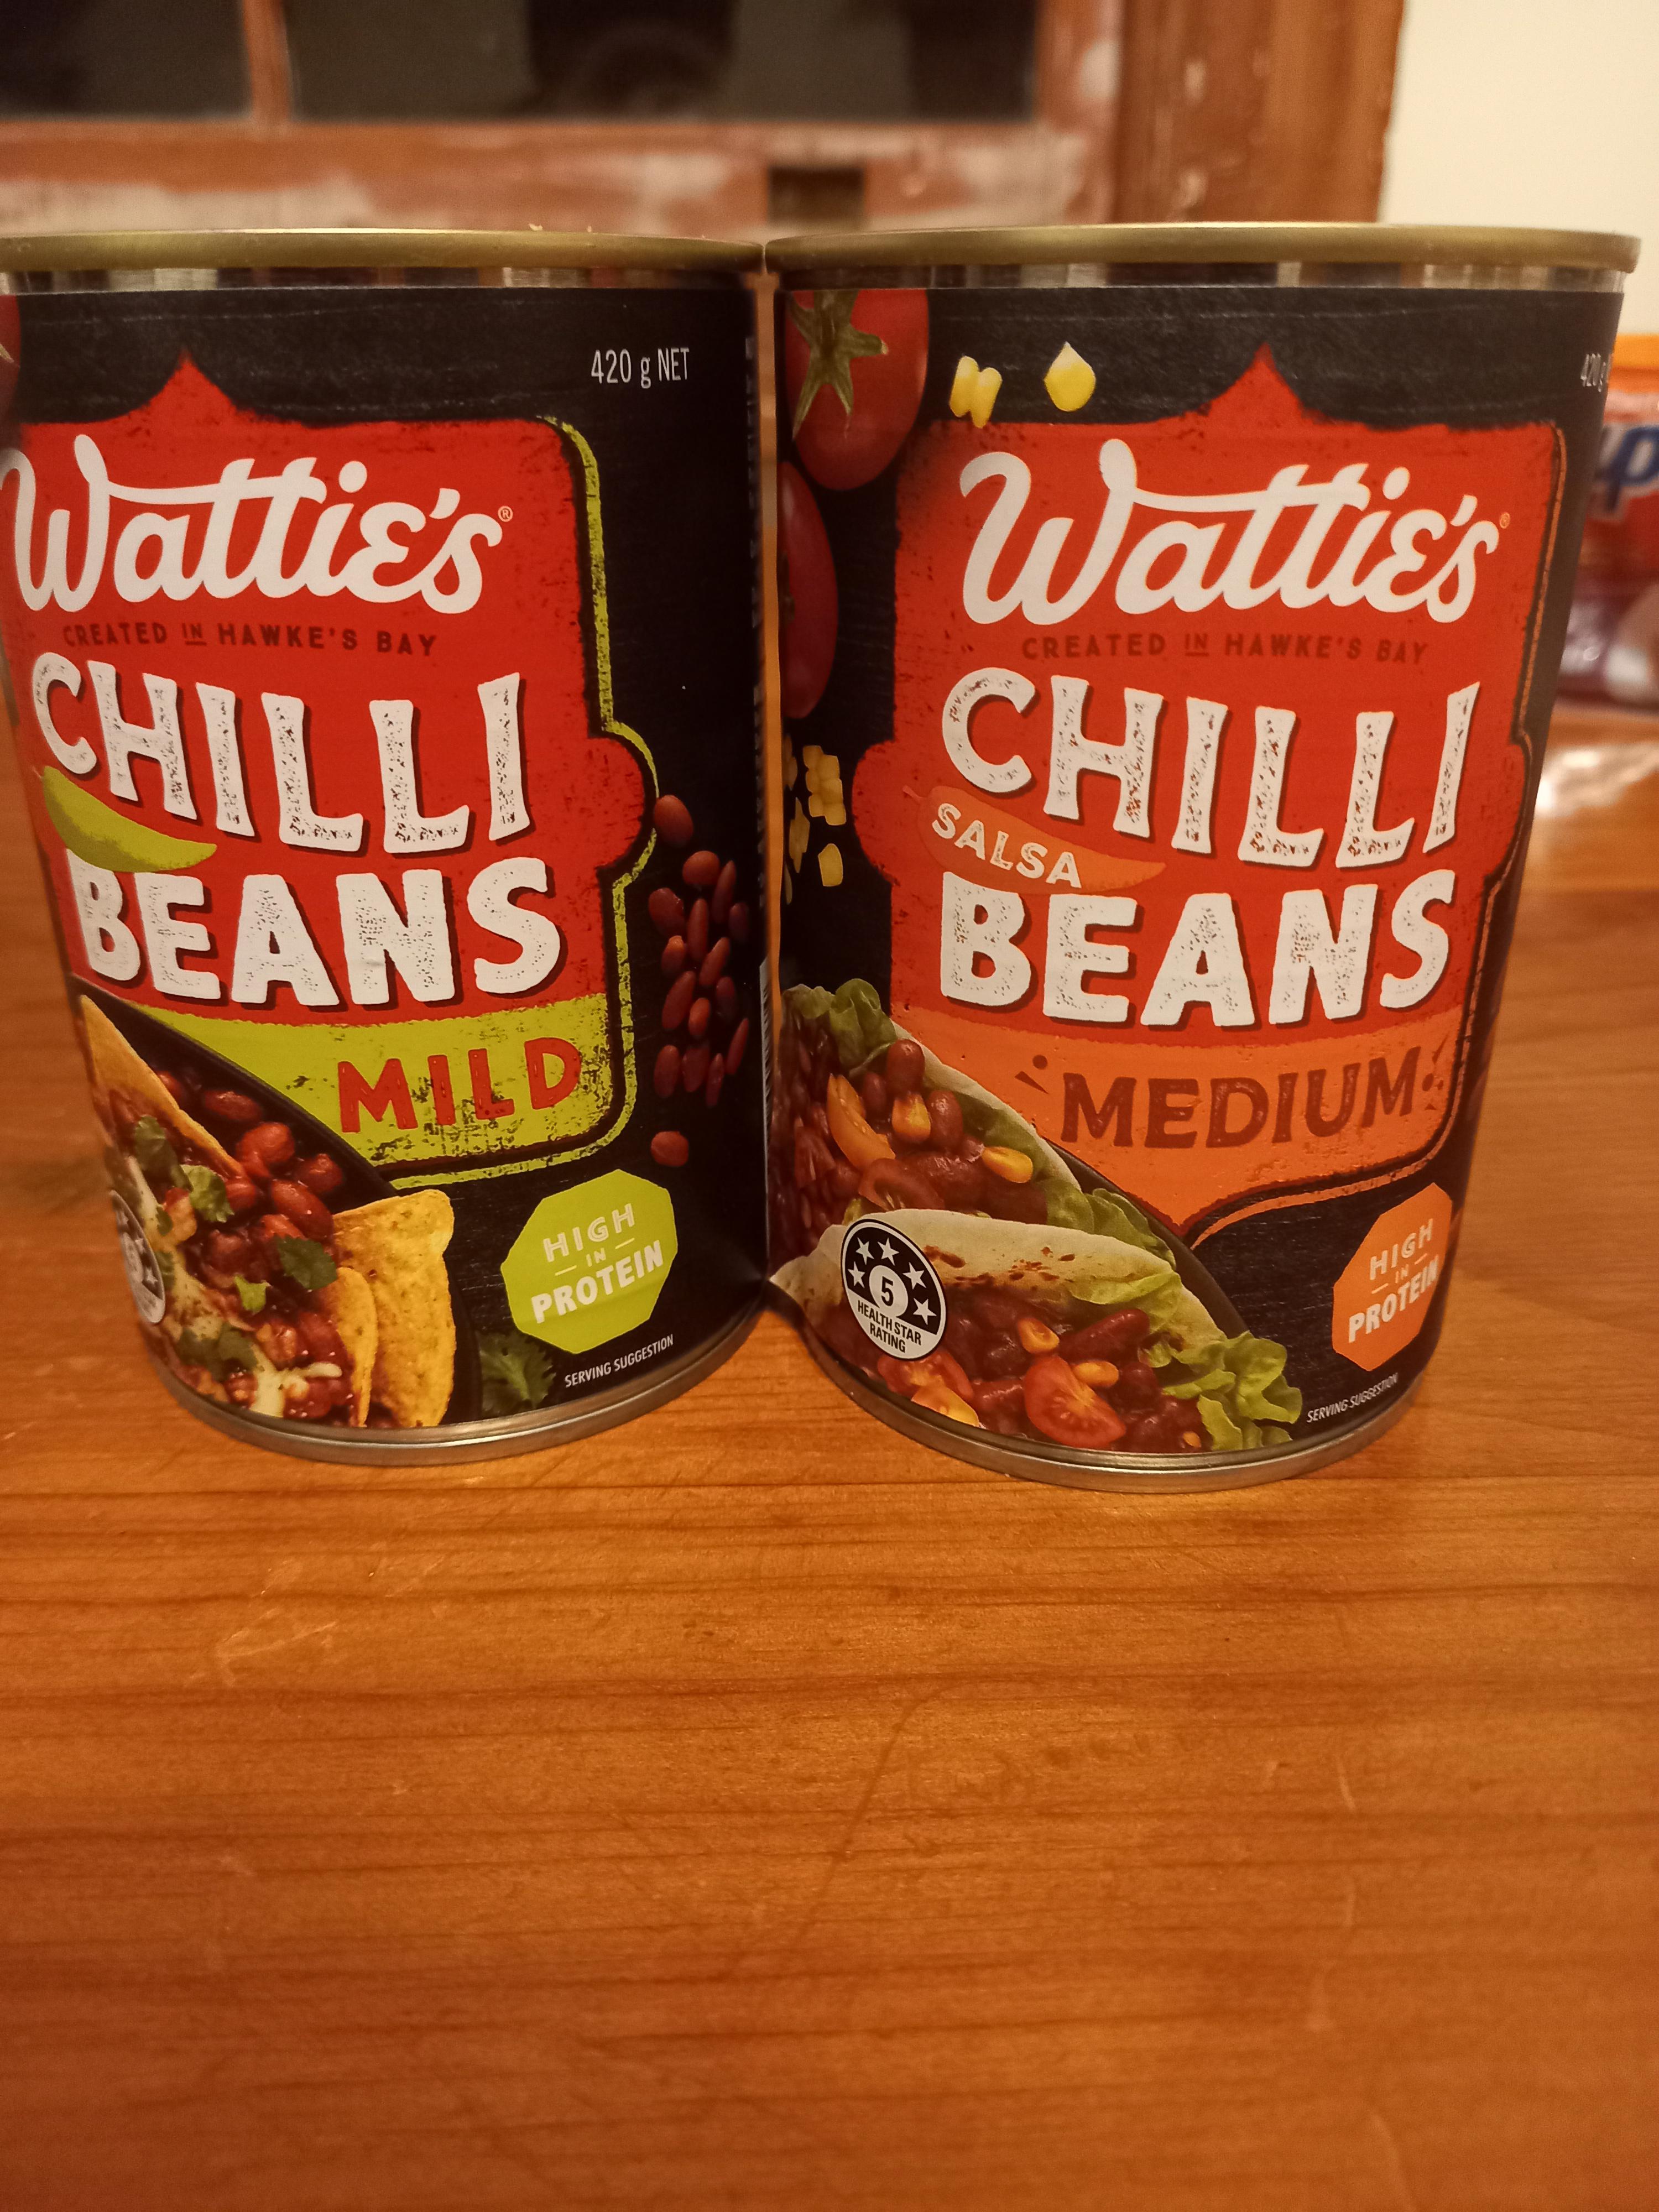 420 g NET
Wattie's®
CREATED IN HAWKE'S BAY
CHILLI
BEANS
MILD
HIGH
IN
PROTEIN
SERVING SUGGESTION
420 g
Wattie's®
CREATED IN HAWKE'S BAY
CHILLI
SALSA
BEANS
MEDIUM
5
HEALTH STAR
RATING
HIGH
IN
PROTEIN
SERVING SUGGESTION